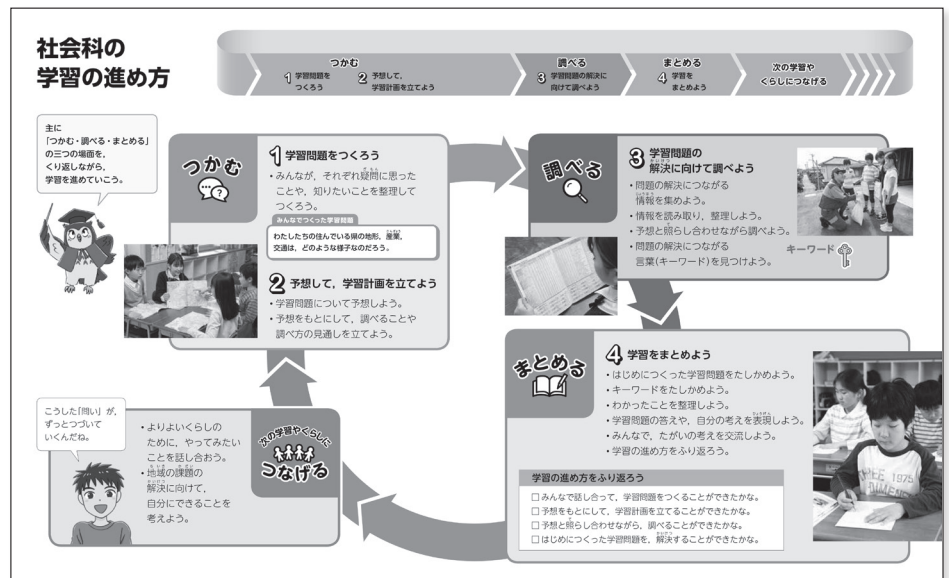 社会科の
学習の進め方
つかむ
1 学習問題を
つくろう
2 予想して,
学習計画を立てよう
調べる
3 学習問題の解決に
向けて調べよう
まとめる
4 学習を
まとめよう
次の学習や
くらしにつなげる
主に
「つかむ・調べる・まとめる」
の三つの場面を,
くり返しながら,
学習を進めていこう。
つかむ
1 学習問題をつくろう
・みんなが,それぞれ疑問に思った
ことや,知りたいことを整理して
つくろう。
みんなでつくった学習問題
わたしたちの住んでいる県の地形,産業,
交通は,どのような様子なのだろう。
2 予想して,学習計画を立てよう
・学習問題について予想しよう。
・予想をもとにして,調べることや
調べ方の見通しを立てよう。
調べる
3 学習問題の
解決に向けて調べよう
・問題の解決につながる
情報を集めよう。
・情報を読み取り,整理しよう。
・予想と照らし合わせながら調べよう。
・問題の解決につながる
言葉(キーワード)を見つけよう。
キーワード
まとめる
4 学習をまとめよう
・はじめにつくった学習問題をたしかめよう。
・キーワードをたしかめよう。
・わかったことを整理しよう。
・学習問題の答えや,自分の考えを表現しよう。
・みんなで,たがいの考えを交流しよう。
・学習の進め方をふり返ろう。
学習の進め方をふり返ろう
□みんなで話し合って,学習問題をつくることができたかな。
□予想をもとにして,学習計画を立てることができたかな。
□予想と照らし合わせながら,調べることができたかな。
□はじめにつくった学習問題を,解決することができたかな。
次の学習やくらしに
つなげる
・よりよいくらしの
ために,やってみたい
ことを話し合おう。
・地域の課題の
解決に向けて,
自分にできることを
考えよう。
こうした「問い」が,
ずっとつづいて
いくんだね。